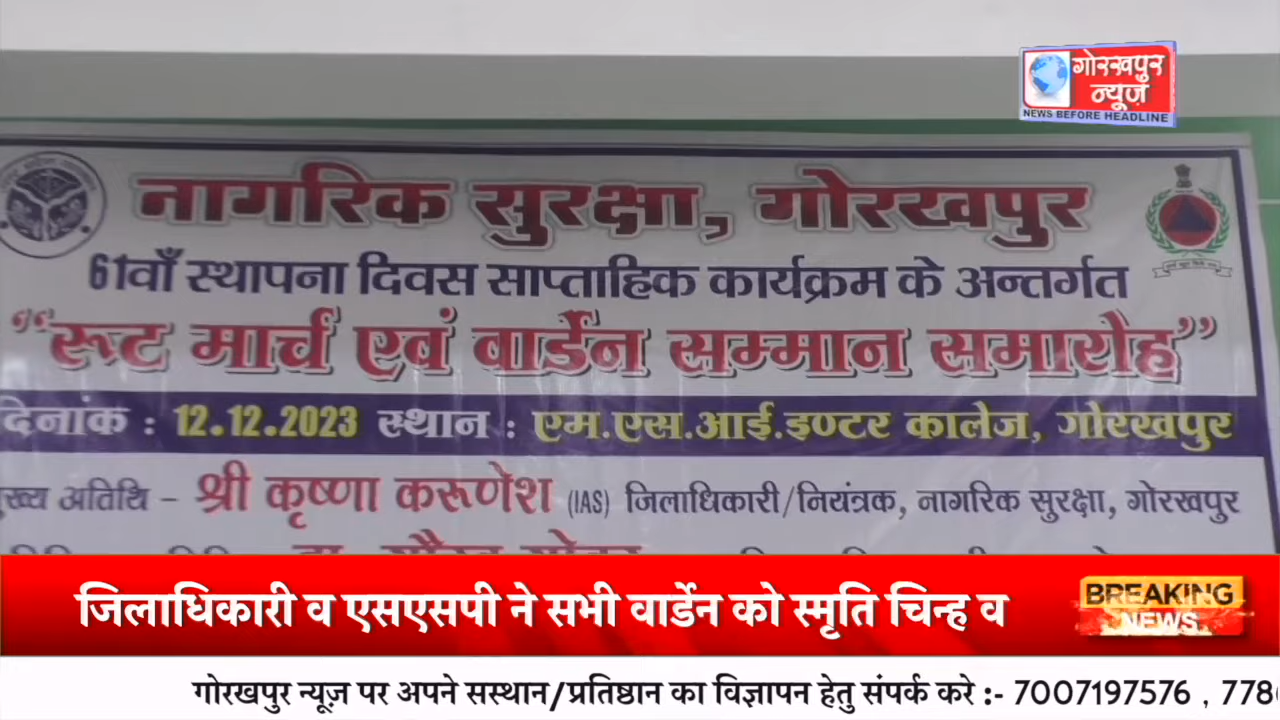 गोरखपुर
न्यूज़
NEWS BEFORE HEADLINE
नागरिक सुरक्षा, गोरखपुर
61वाँ स्थापना दिवस साप्ताहिक कार्यक्रम के अन्तर्गत
“रूट मार्च एवं वार्डेन सम्मान समारोह”
दिनांक : 12.12.2023 स्थान : एम.एस.आई.इण्टर कालेज, गोरखपुर
अतिथि – श्री कृष्णा करूणेश (IAS) जिलाधिकारी/नियंत्रक, नागरिक सुरक्षा, गोरखपुर
जिलाधिकारी व एसएसपी ने सभी वार्डेन को स्मृति चिन्ह व
BREAKING
NEWS
गोरखपुर न्यूज़ पर अपने सस्थान/प्रतिष्ठान का विज्ञापन हेतु संपर्क करे :- 7007197576 , 778